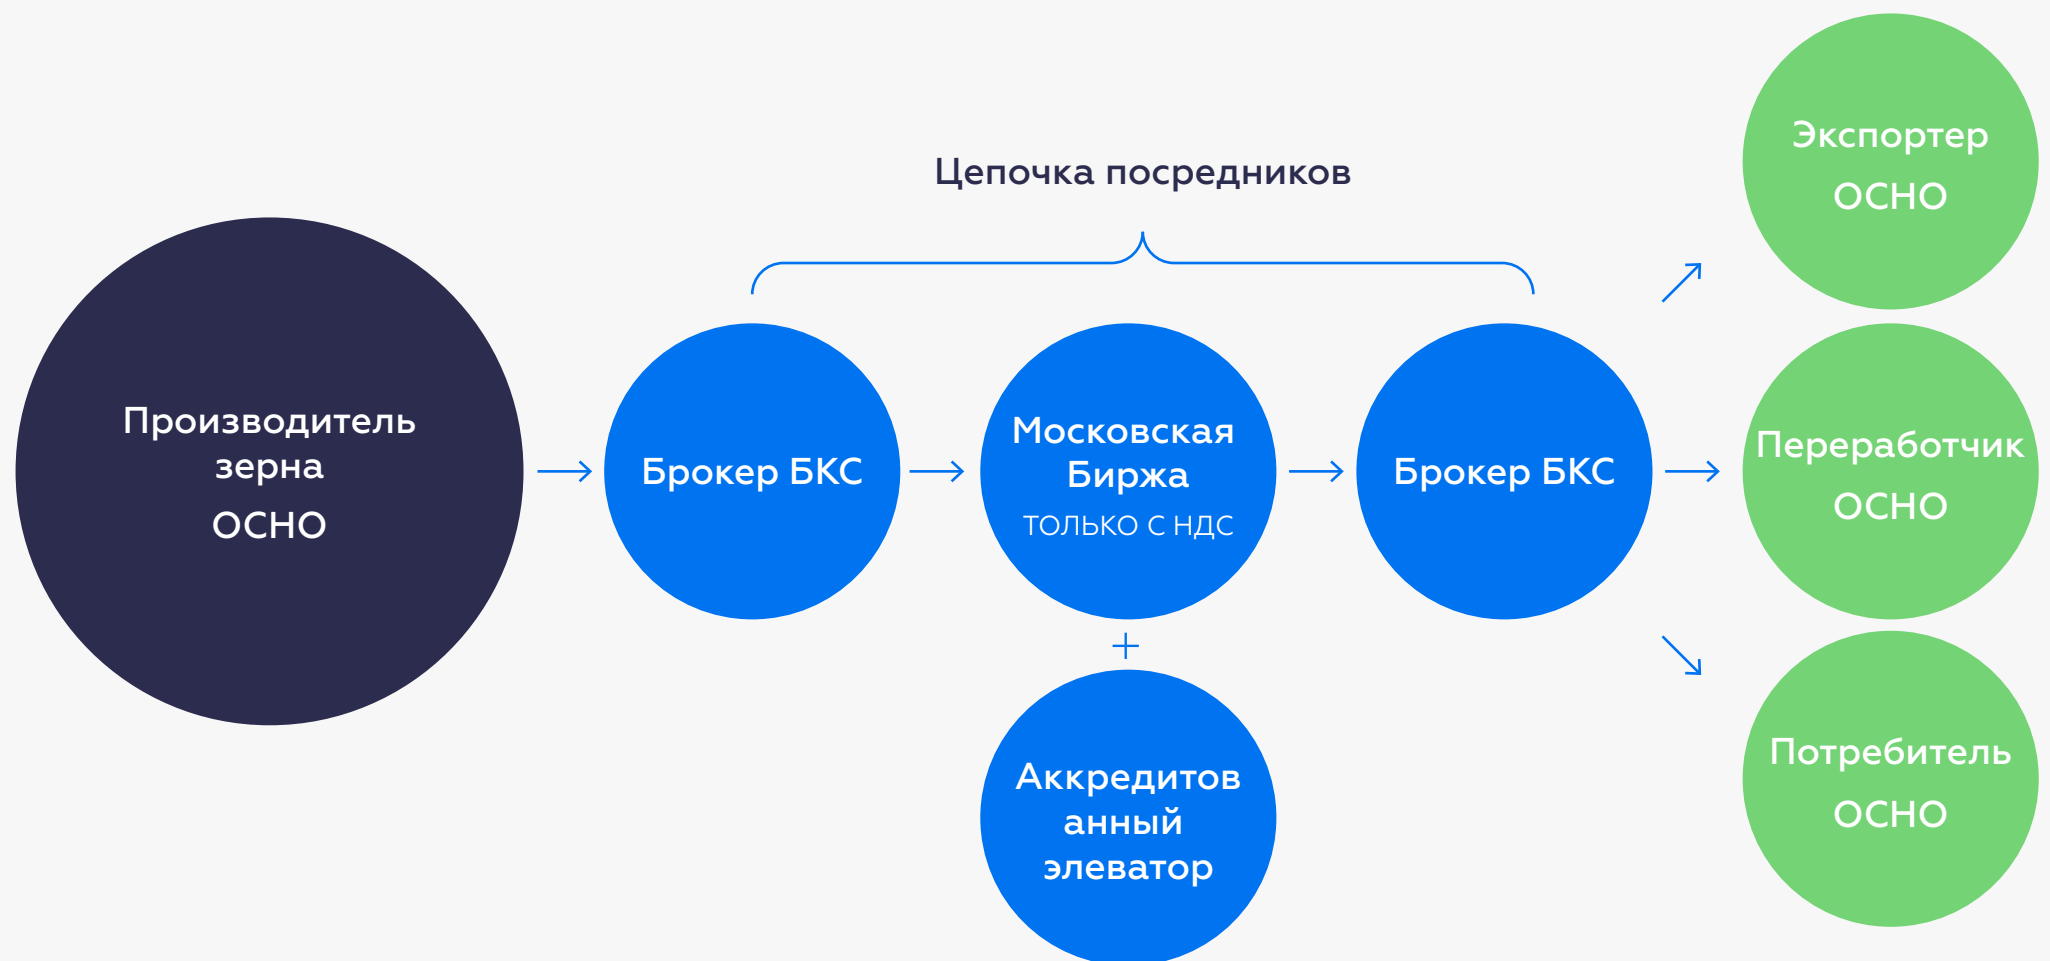 Цепочка посредников
Производитель
зерна
ОСНО
Брокер БКС
Московская
Биржа
ТОЛЬКО С НДС
+
Аккредитов
анный
элеватор
Брокер БКС
Экспортер
ОСНО
Переработчик
ОСНО
Потребитель
ОСНО